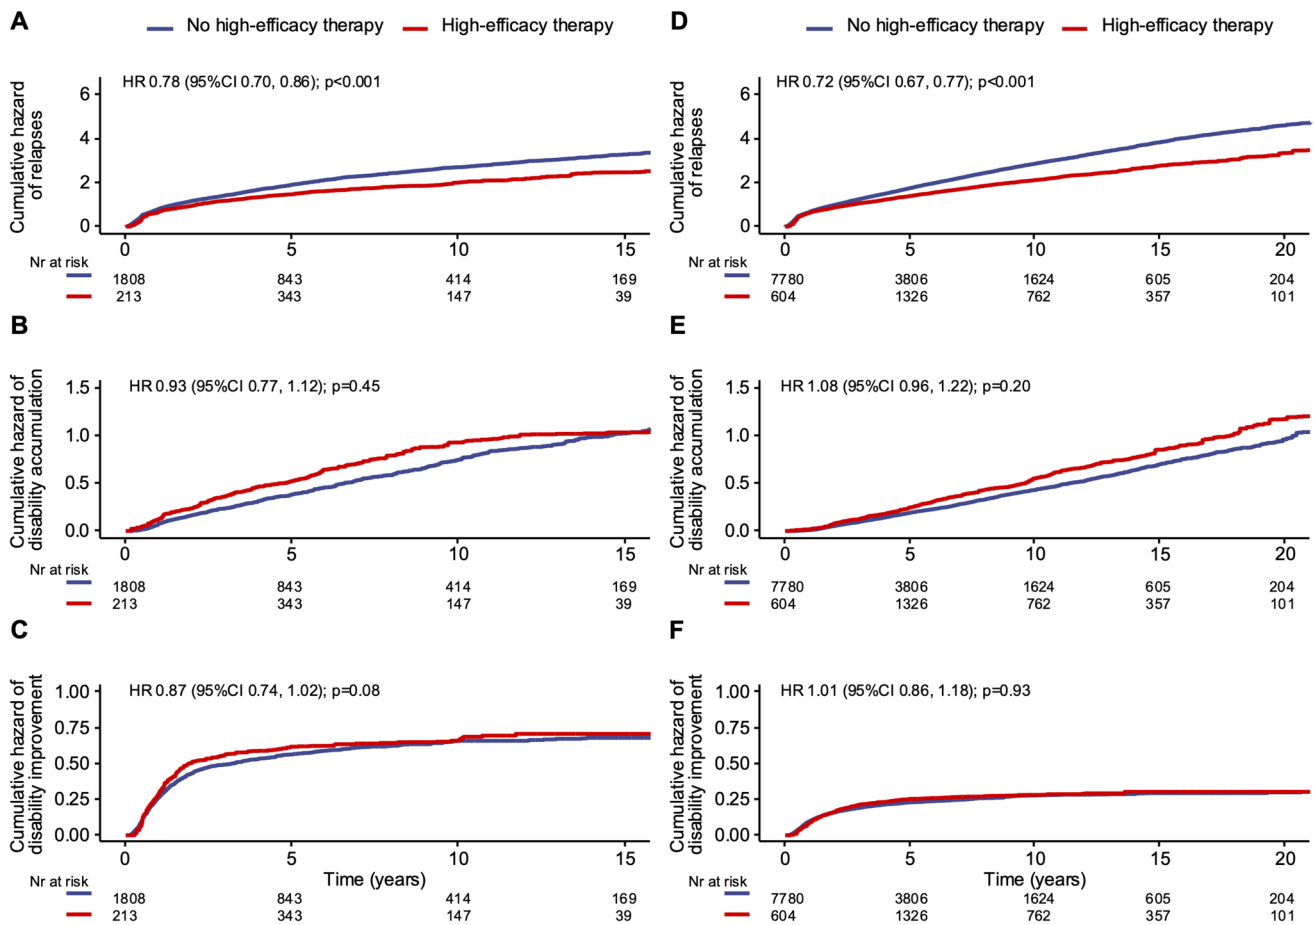 A
No high-efficacy therapy
High-efficacy therapy
HR 0.78 (95%CI 0.70, 0.86); p<0.001
Cumulative hazard
of relapses
6
4
2
0
0 5 10 15
Nr at risk
1808 843 414 169
213 343 147 39
B
HR 0.93 (95%CI 0.77, 1.12); p=0.45
Cumulative hazard of
disability accumulation
1.5
1.0
0.5
0.0
0 5 10 15
Nr at risk
1808 843 414 169
213 343 147 39
C
HR 0.87 (95%CI 0.74, 1.02); p=0.08
Cumulative hazard of
disability improvement
1.00
0.75
0.50
0.25
0.00
0 5 10 15
Time (years)
Nr at risk
1808 843 414 169
213 343 147 39
D
No high-efficacy therapy
High-efficacy therapy
HR 0.72 (95%CI 0.67, 0.77); p<0.001
Cumulative hazard
of relapses
6
4
2
0
0 5 10 15 20
Nr at risk
7780 3806 1624 605 204
604 1326 762 357 101
E
HR 1.08 (95%CI 0.96, 1.22); p=0.20
Cumulative hazard of
disability accumulation
1.5
1.0
0.5
0.0
0 5 10 15 20
Nr at risk
7780 3806 1624 605 204
604 1326 762 357 101
F
HR 1.01 (95%CI 0.86, 1.18); p=0.93
Cumulative hazard of
disability improvement
1.00
0.75
0.50
0.25
0.00
0 5 10 15 20
Time (years)
Nr at risk
7780 3806 1624 605 204
604 1326 762 357 101